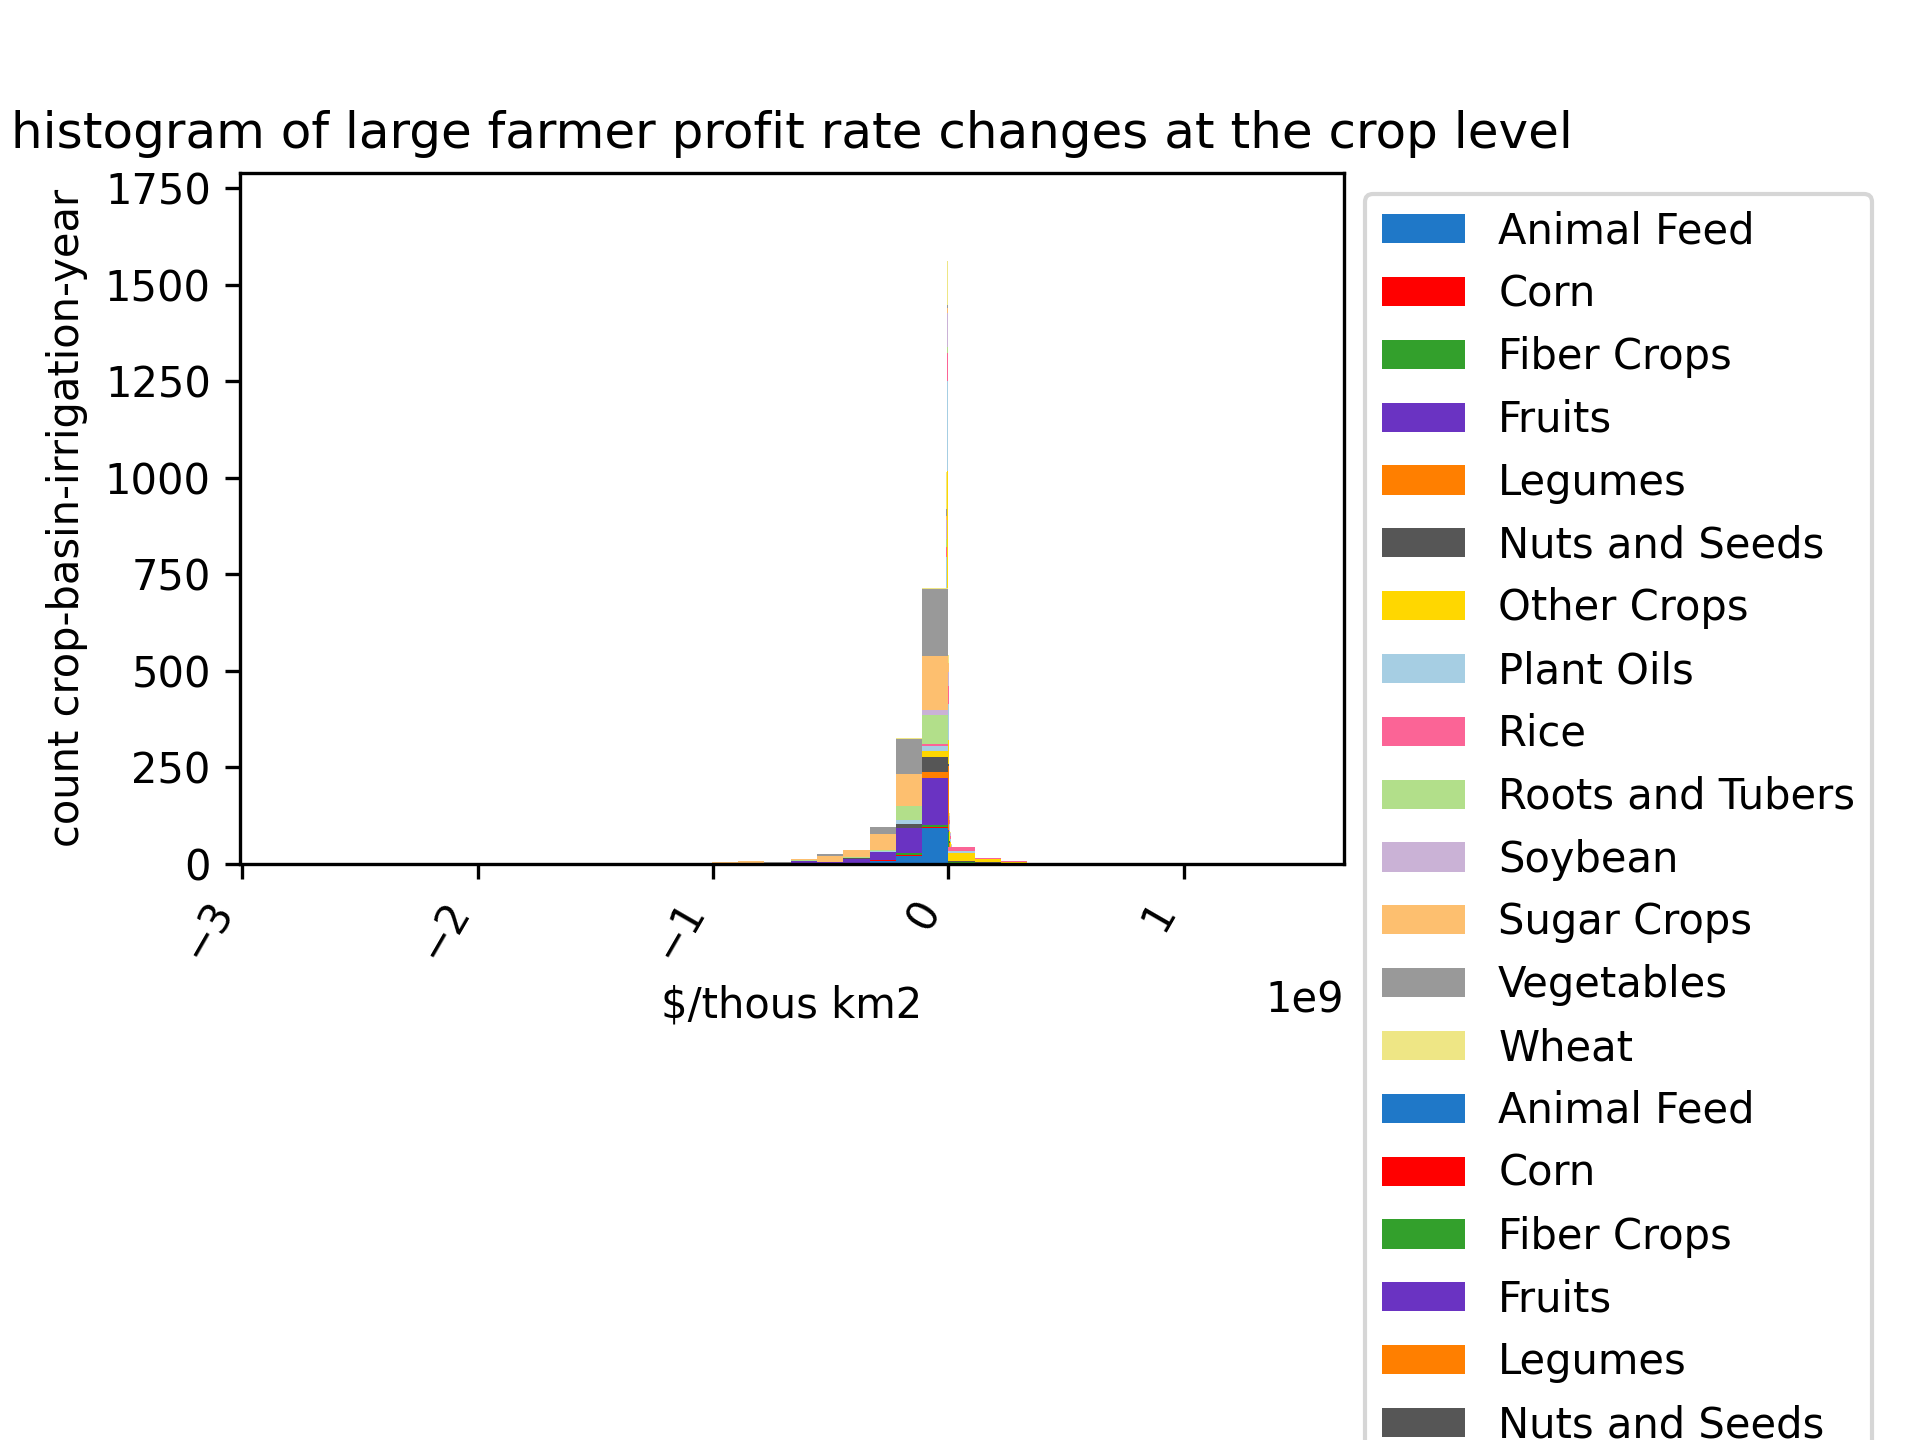 histogram of large farmer profit rate changes at the crop level
count crop-basin-irrigation-year
1750
1500
1250
1000
750
500
250
0
−3
−2
−1
0
1
1e9
$/thous km2
Animal Feed
Corn
Fiber Crops
Fruits
Legumes
Nuts and Seeds
Other Crops
Plant Oils
Rice
Roots and Tubers
Soybean
Sugar Crops
Vegetables
Wheat
Animal Feed
Corn
Fiber Crops
Fruits
Legumes
Nuts and Seeds